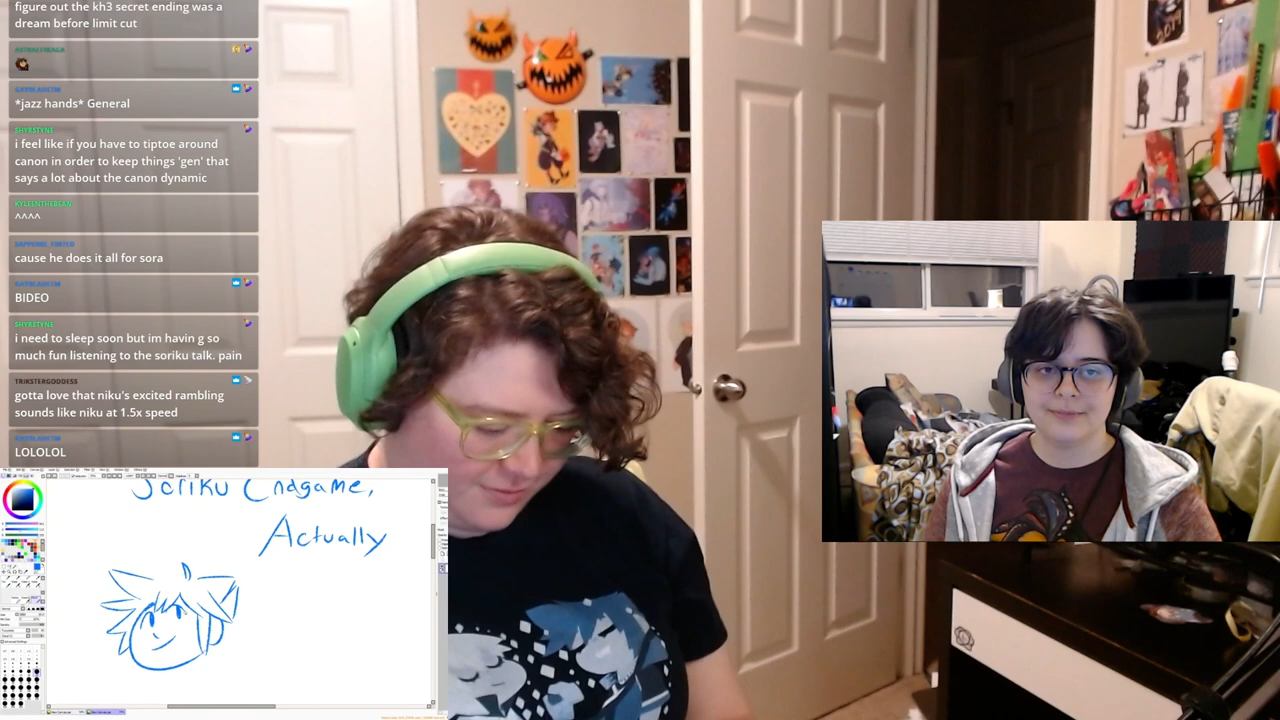 figure out the kh3 secret ending was a
dream before limit cut
*jazz hands* General
SHYRSTYNE
i feel like if you have to tiptoe around
canon in order to keep things 'gen' that
says a lot about the canon dynamic
KYLEENTHEBEAN
^^^^
cause he does it all for sora
BIDEO
SHYRSTYNE
i need to sleep soon but im havin g so
much fun listening to the soriku talk. pain
TRIKSTERGODDESS
gotta love that niku's excited rambling
sounds like niku at 1.5x speed
LOLOLOL
Soriku Endgame,
Actually